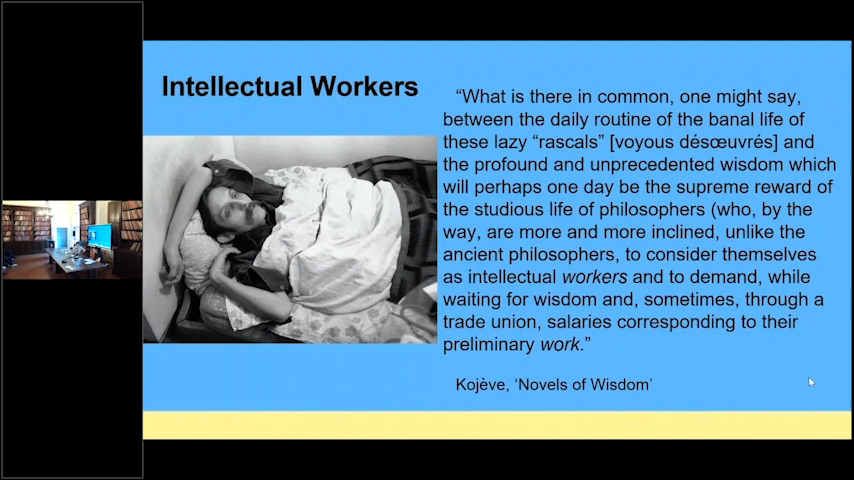 Intellectual Workers
“What is there in common, one might say,
between the daily routine of the banal life of
these lazy “rascals” [voyous désœuvrés] and
the profound and unprecedented wisdom which
will perhaps one day be the supreme reward of
the studious life of philosophers (who, by the
way, are more and more inclined, unlike the
ancient philosophers, to consider themselves
as intellectual workers and to demand, while
waiting for wisdom and, sometimes, through a
trade union, salaries corresponding to their
preliminary work.”
Kojève, ‘Novels of Wisdom’